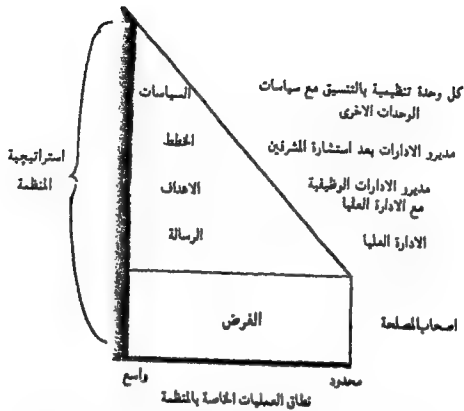 السياسات
كل وحدة تنظيمية بالتنسيق مع سياسات
الوحدات الاخرى
الخطط
مديرو الادارات بعد استشارة المشرفين
استراتيجية
المنظمة
الاهداف
مديرو الادارات الوظيفية
مع الادارة العليا
الرسالة
الادارة العليا
الغرض
اصحاب المصلحة
واسع
محدود
نطاق العمليات الخاصة بالمنظمة